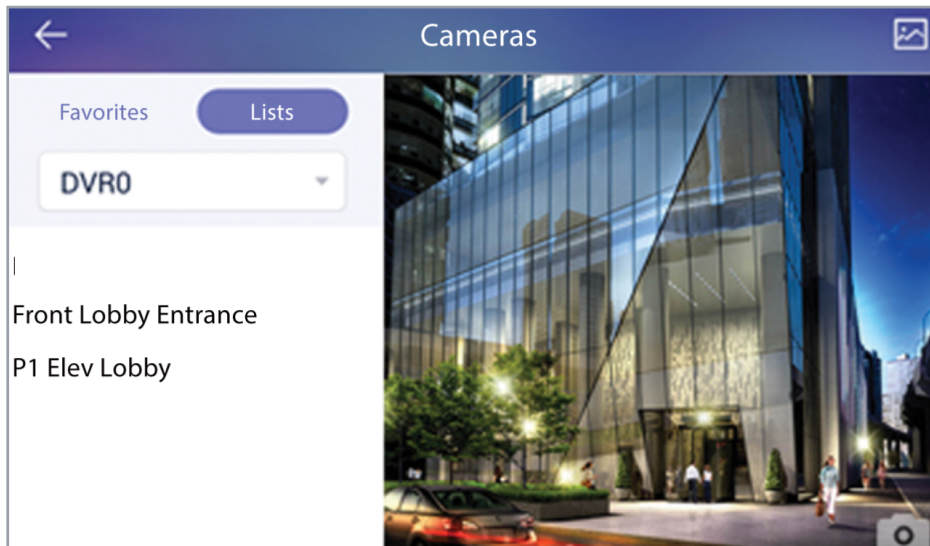 Cameras
Favorites Lists
DVR0
Front Lobby Entrance
P1 Elev Lobby